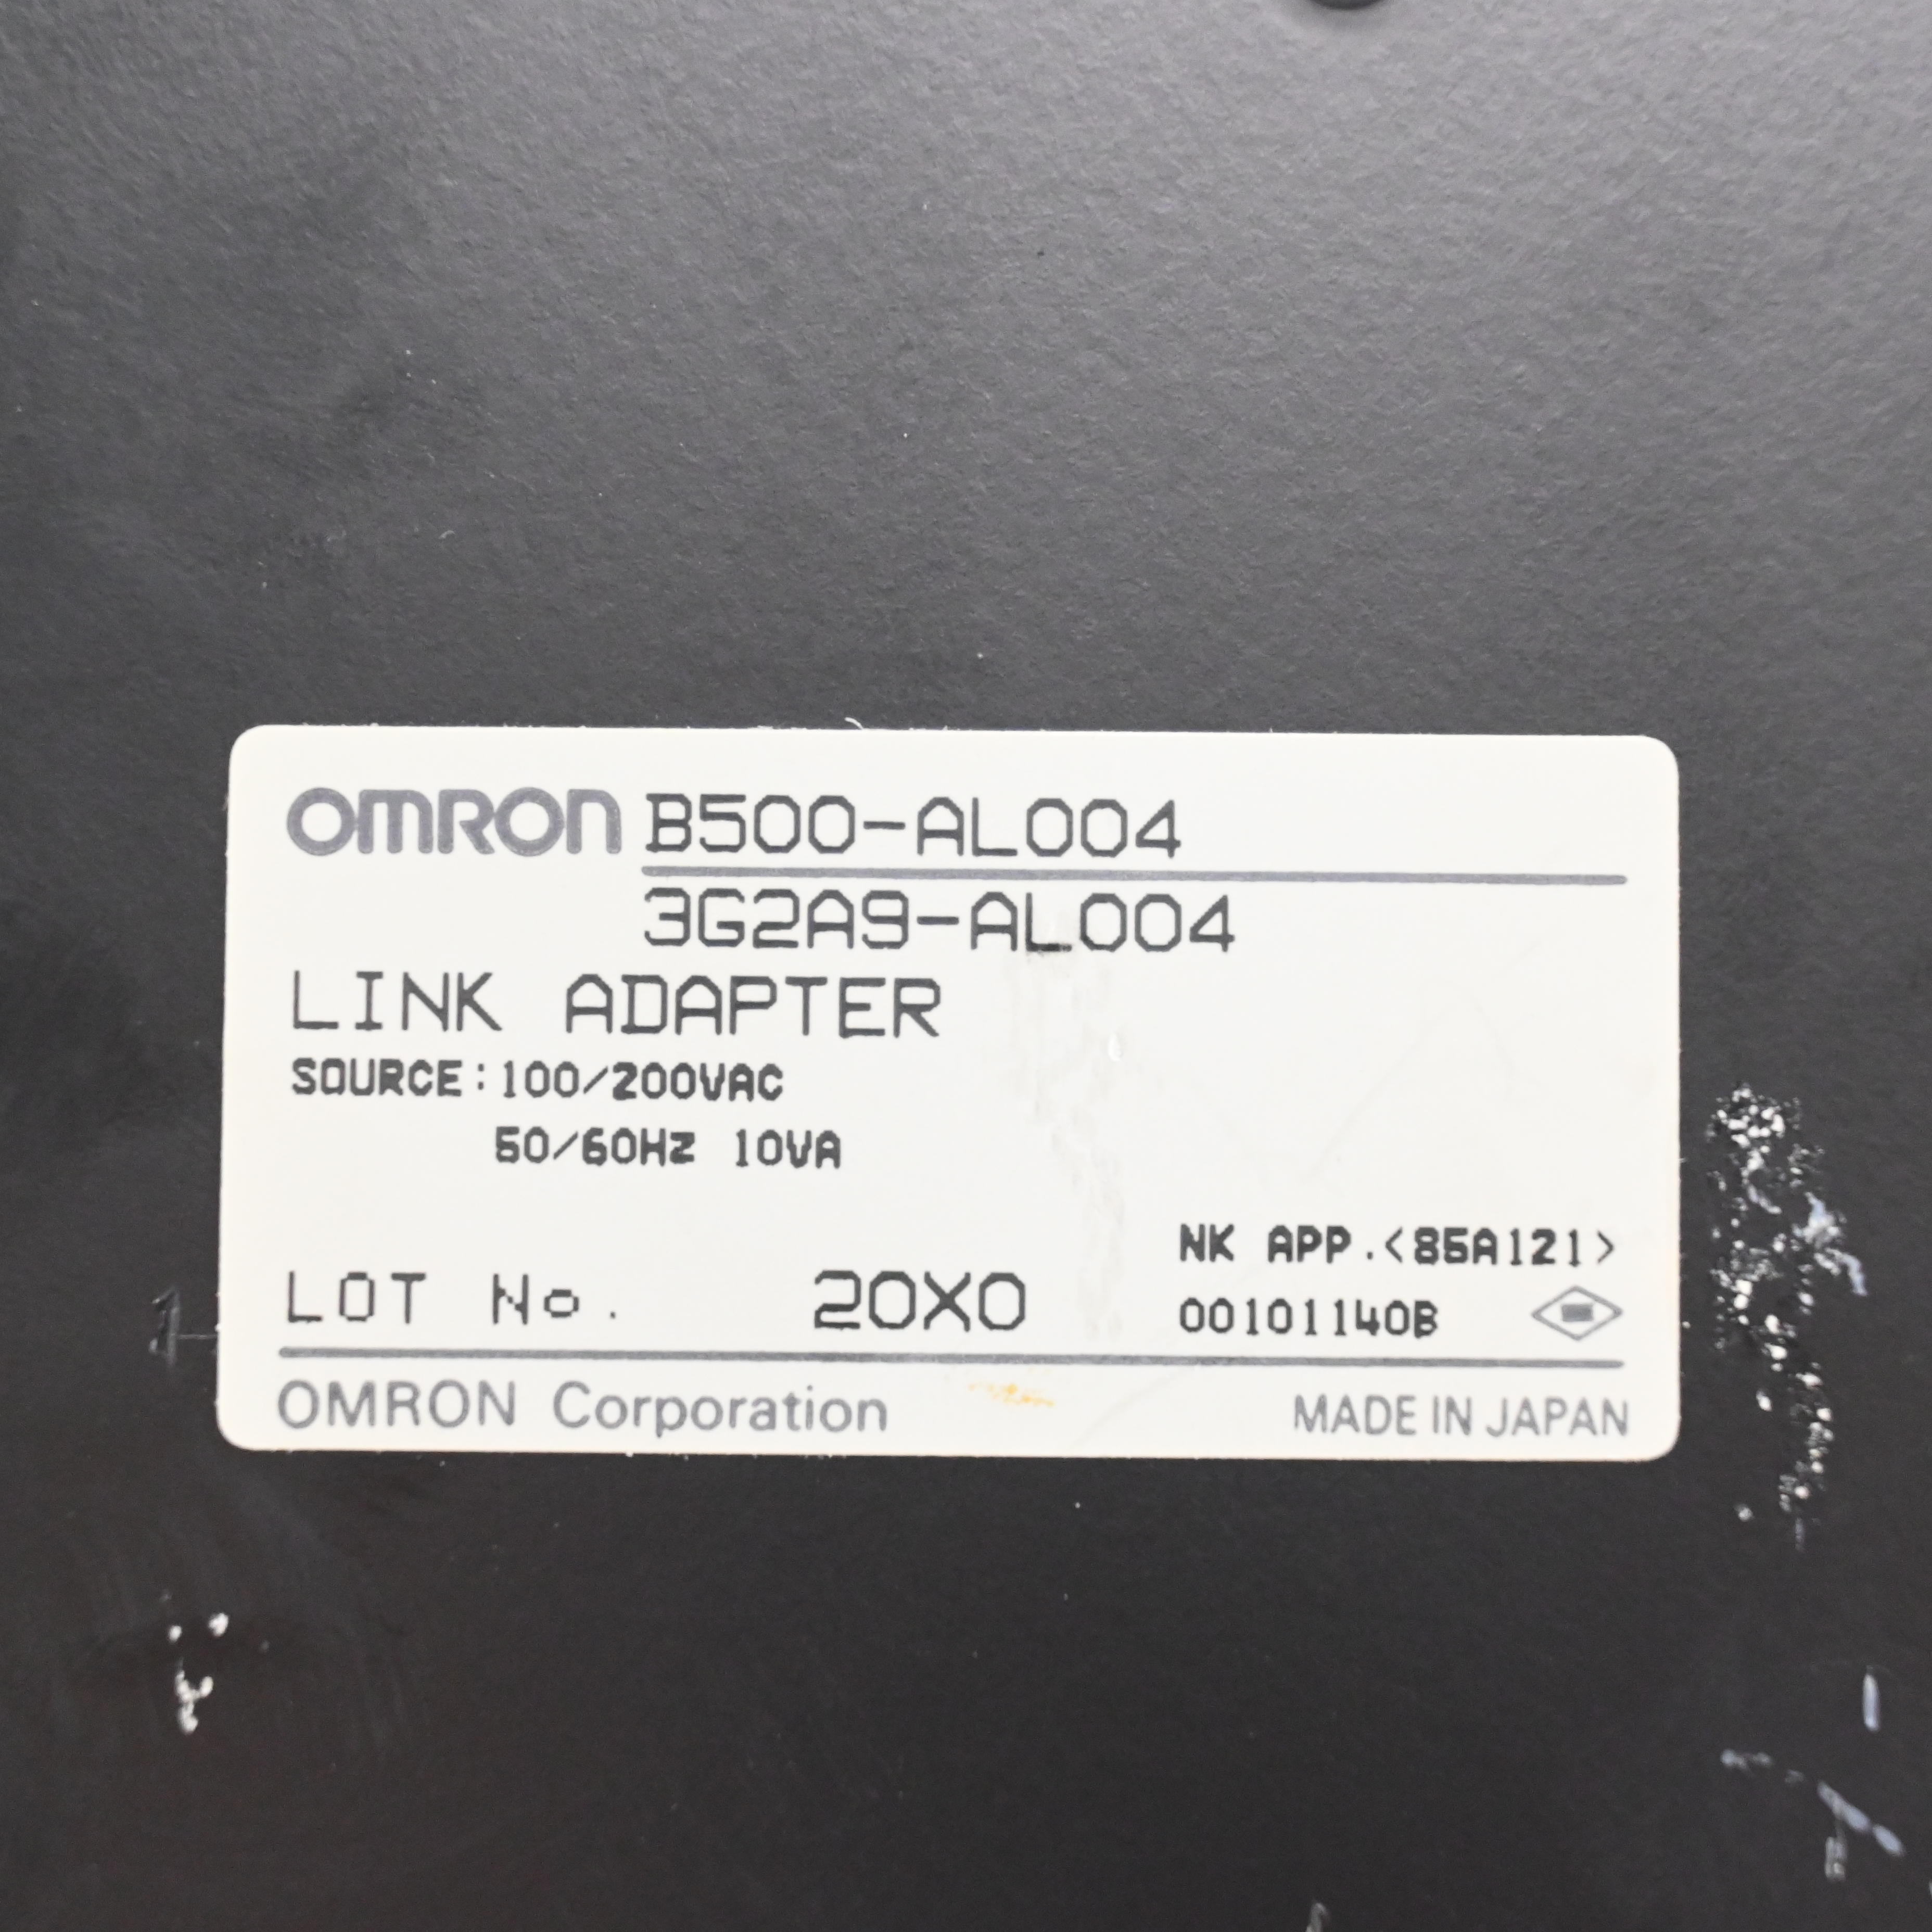 OMRON B500-AL004
3G2A9-AL004
LINK ADAPTER
SOURCE:100/200VAC
50/60Hz 10VA
NK APP.<85A121>
LOT No. 20X0
00101140B
OMRON Corporation
MADE IN JAPAN